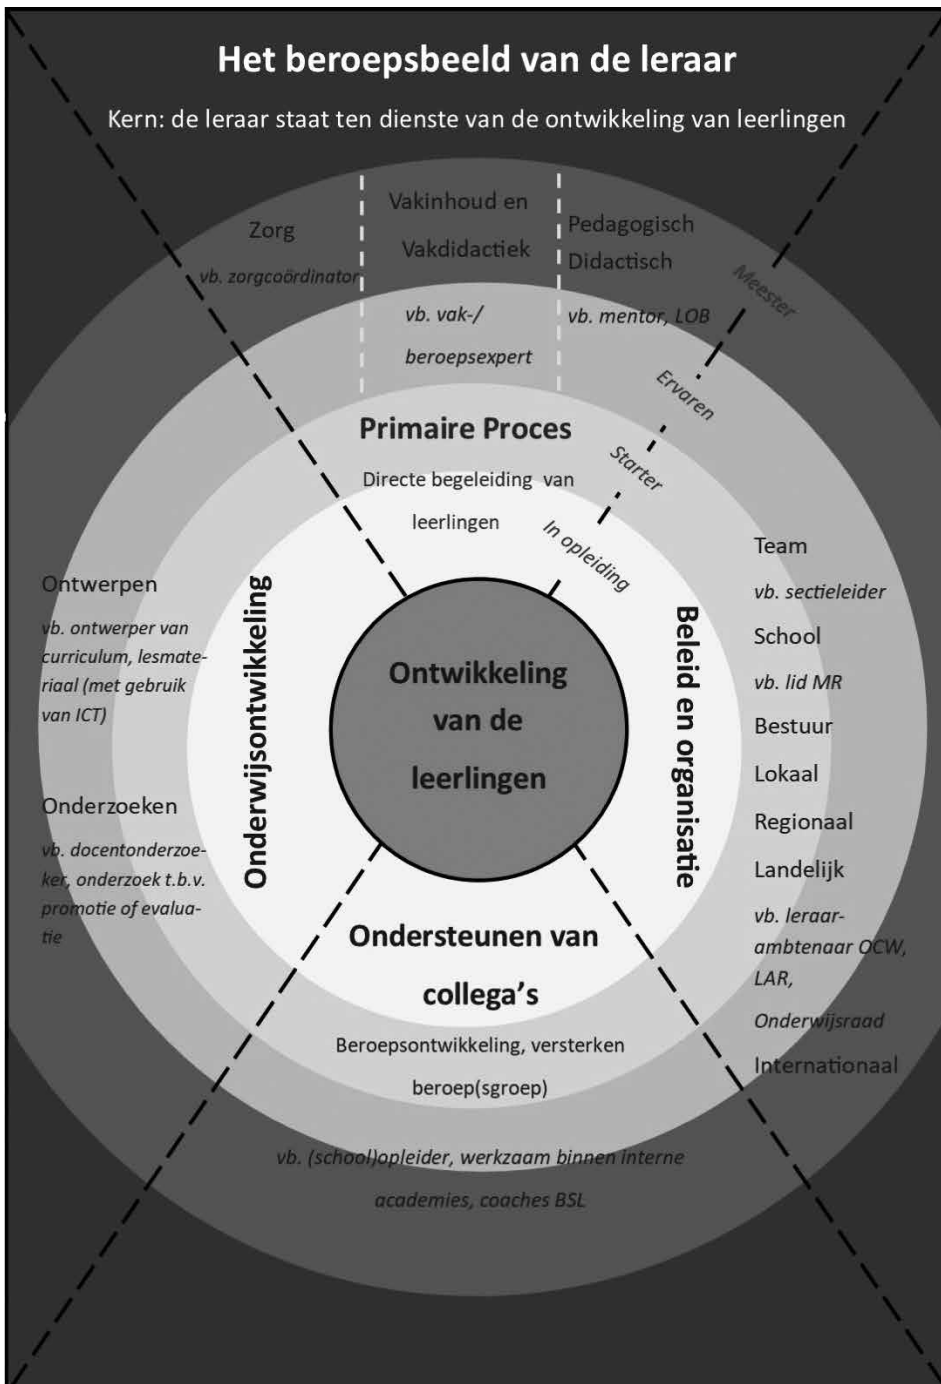 Het beroepsbeeld van de leraar
Kern: de leraar staat ten dienste van de ontwikkeling van leerlingen
Zorg
vb. zorgcoördinator
Vakinhoud en
Vakdidactiek
vb. vak-/
beroepsexpert
Pedagogisch
Didactisch
vb. mentor, LOB
Meester
Ervaren
Starter
In opleiding
Primaire Proces
Directe begeleiding van
leerlingen
Ontwerpen
vb. ontwerper van
curriculum, lesmate-
riaal (met gebruik
van ICT)
Onderzoeken
vb. docentonderzoe-
ker, onderzoek t.b.v.
promotie of evalua-
tie
Onderwijsontwikkeling
Ontwikkeling
van de
leerlingen
Beleid en organisatie
Team
vb. sectieleider
School
vb. lid MR
Bestuur
Lokaal
Regionaal
Landelijk
vb. leraar-
ambtenaar OCW,
LAR,
Onderwijsraad
Internationaal
Ondersteunen van
collega's
Beroepsontwikkeling, versterken
beroep(sgroep)
vb. (school)opleider, werkzaam binnen interne
academies, coaches BSL